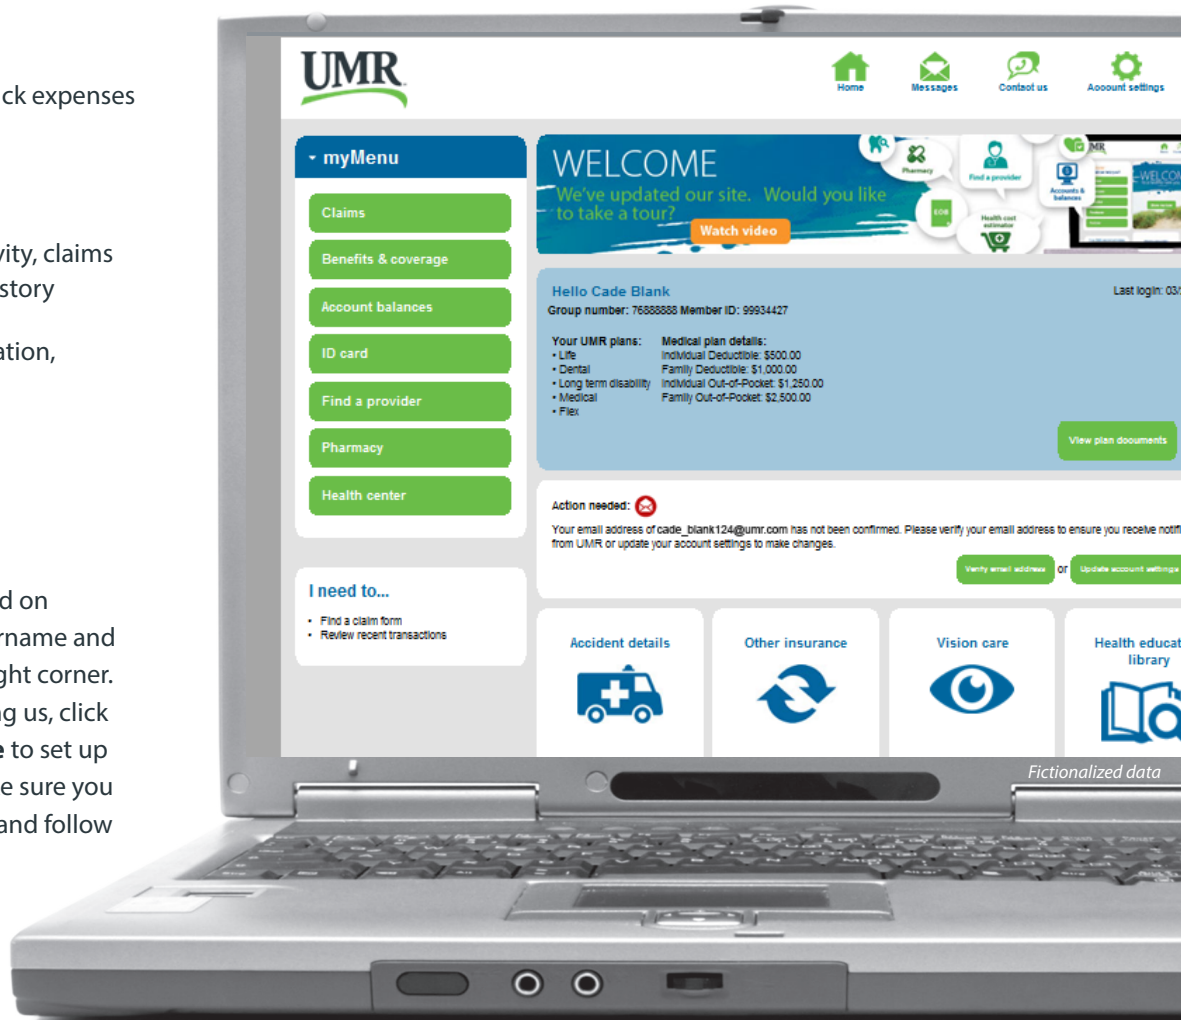 ck expenses
vity, claims
story
ation,
d on
rname and
ght corner.
g us, click
e to set up
e sure you
and follow
UMR
Home
Messages
Contact us
Account settings
myMenu
Claims
Benefits & coverage
Account balances
ID card
Find a provider
Pharmacy
Health center
I need to...
• Find a claim form
• Review recent transactions
WELCOME
We've updated our site. Would you like
to take a tour?
Watch video
Pharmacy
Find a provider
Accounts &
balances
EOB
Health cost
estimator
UMR
WELCOM
Hello Cade Blank
Last login: 03/
Group number: 76888888 Member ID: 99934427
Your UMR plans:
• Life
• Dental
• Long term disability
• Medical
• Flex
Medical plan details:
Individual Deductible: $500.00
Family Deductible: $1,000.00
Individual Out-of-Pocket: $1,250.00
Family Out-of-Pocket: $2,500.00
View plan documents
Action needed:
Your email address of cade_blank124@umr.com has not been confirmed. Please verify your email address to ensure you receive notifi
from UMR or update your account settings to make changes.
Verify email address or Update account settings
Accident details
Other insurance
Vision care
Health educat
library
Fictionalized data